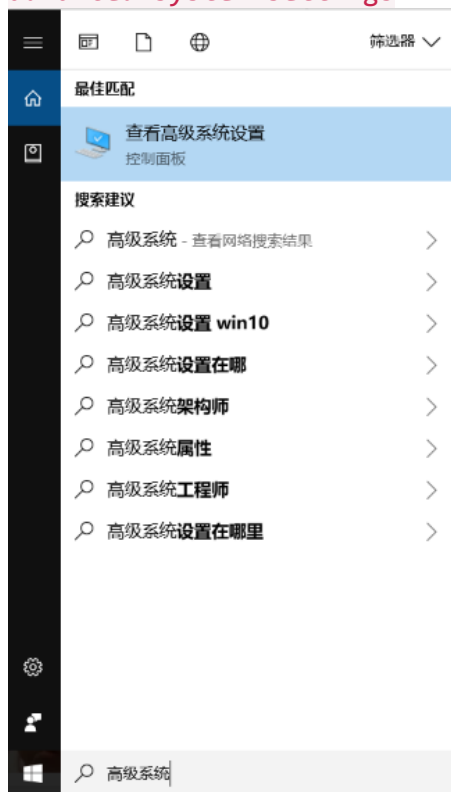 筛选器
最佳匹配
查看高级系统设置
控制面板
搜索建议
高级系统 - 查看网络搜索结果
高级系统设置
高级系统设置 win10
高级系统设置在哪
高级系统架构师
高级系统属性
高级系统工程师
高级系统设置在哪里
高级系统